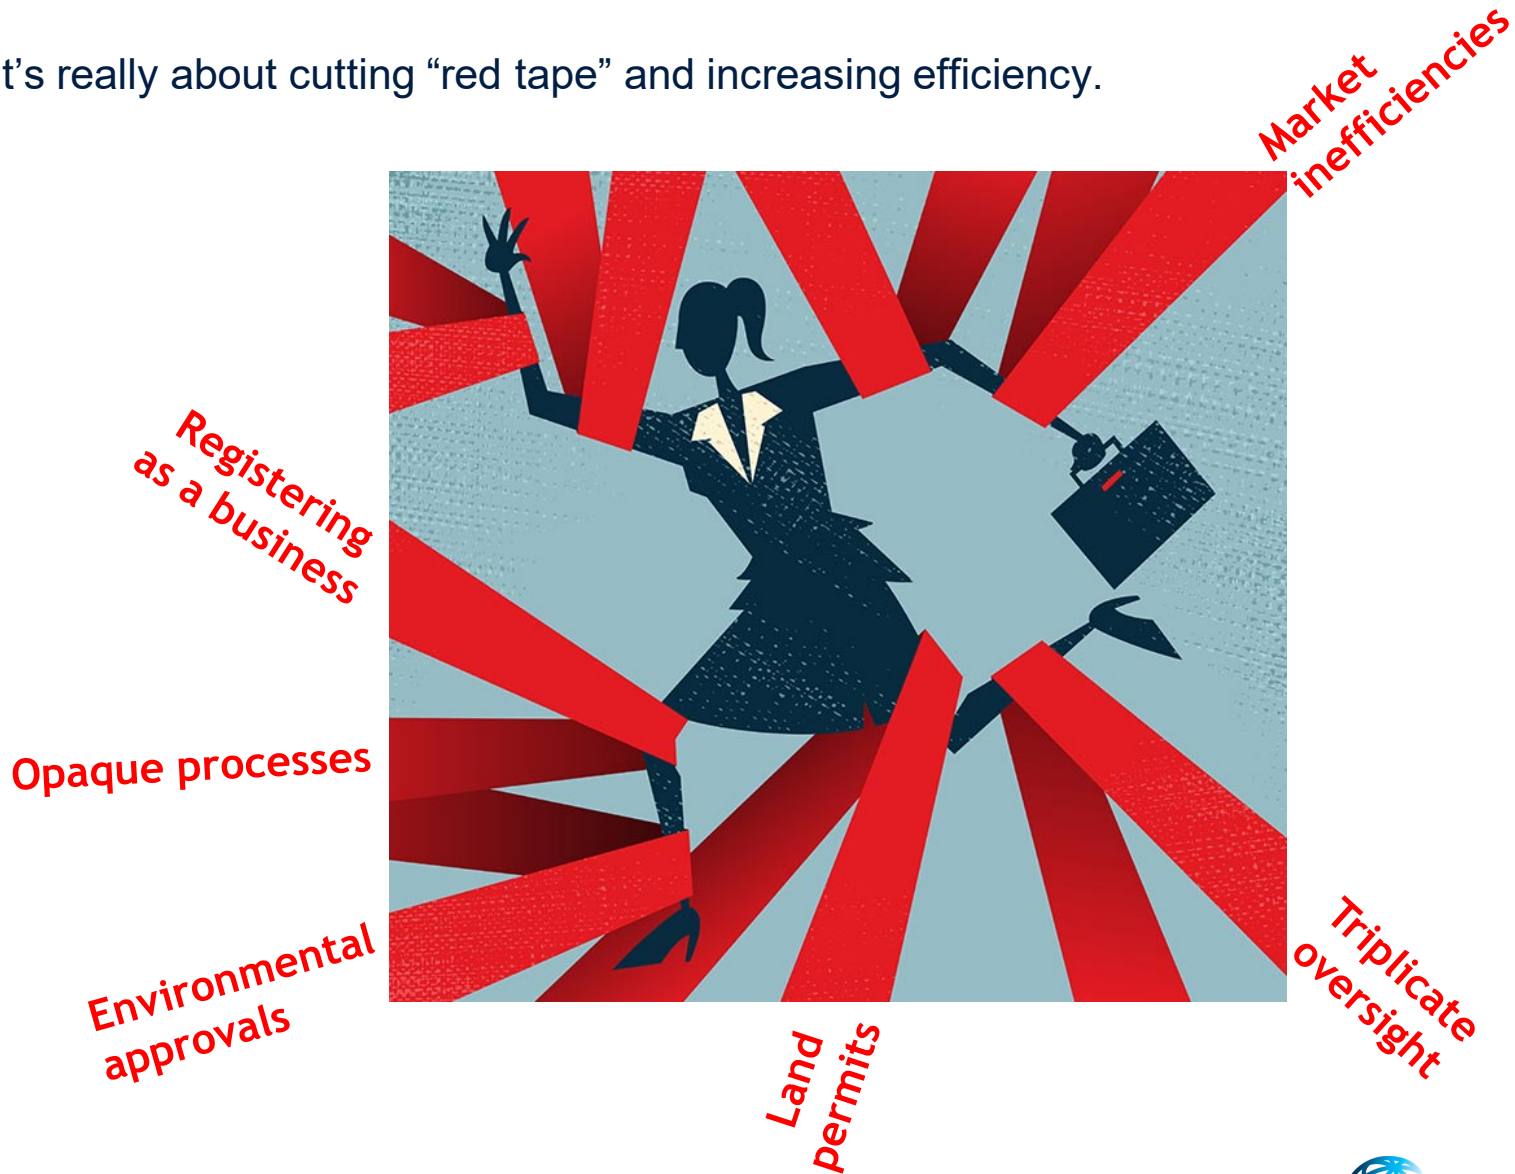 t’s really about cutting “red tape” and increasing efficiency.
Market
inefficiencies
Registering
as a business
Opaque processes
Environmental
approvals
Land
permits
Triplicate
oversight